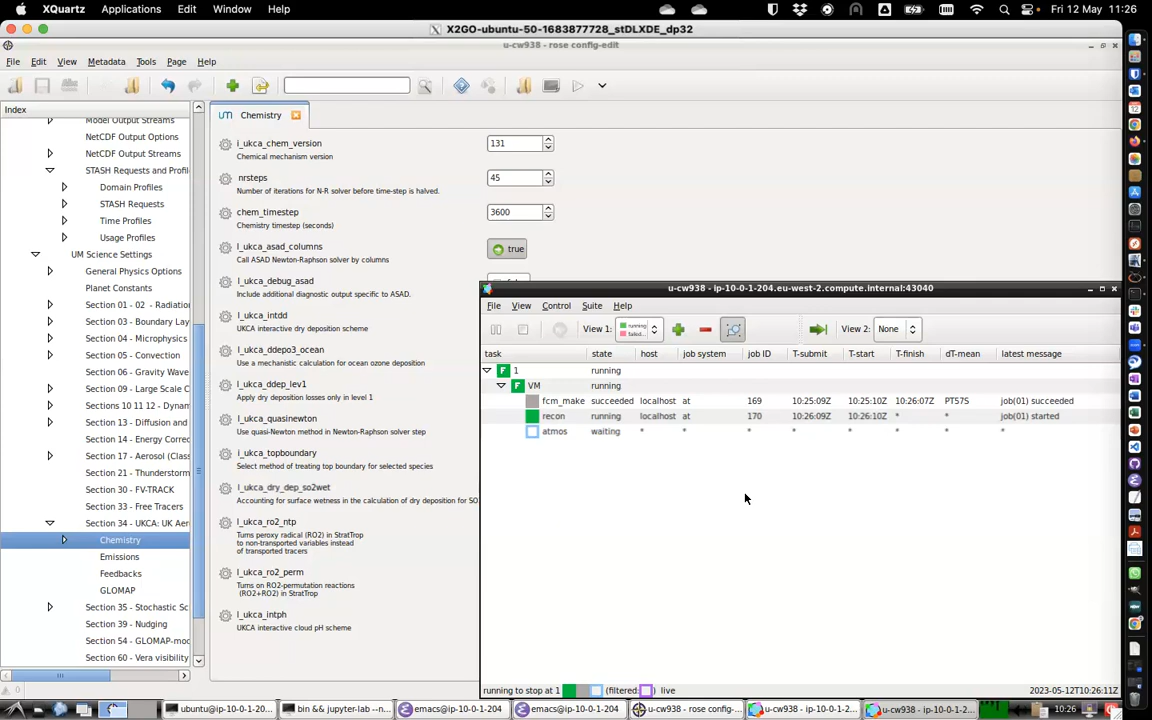 XQuartz Applications Edit Window Help Fri 12 May 11:26
X2GO-ubuntu-50-1683877728_stDLXDE_dp32
u-cw938 - rose config-edit
File Edit View Metadata Tools Page Help
Index
Model Output Streams
NetCDF Output Options
NetCDF Output Streams
STASH Requests and Profil
Domain Profiles
STASH Requests
Time Profiles
Usage Profiles
UM Science Settings
General Physics Options
Planet Constants
Section 01 - 02 - Radiation
Section 03 - Boundary Lay
Section 04 - Microphysics
Section 05 - Convection
Section 06 - Gravity Wave
Section 09 - Large Scale C
Sections 10 11 12 - Dynam
Section 13 - Diffusion and
Section 14 - Energy Correc
Section 17 - Aerosol (Class
Section 21 - Thunderstorm
Section 30 - FV-TRACK
Section 33 - Free Tracers
Section 34 - UKCA: UK Aer
Chemistry
Emissions
Feedbacks
GLOMAP
Section 35 - Stochastic Sc
Section 39 - Nudging
Section 54 - GLOMAP-mod
Section 60 - Vera visibility
um Chemistry
i_ukca_chem_version 131
Chemical mechanism version
nrsteps 45
Number of iterations for N-R solver before time-step is halved.
chem_timestep 3600
Chemistry timestep (seconds)
l_ukca_asad_columns true
Call ASAD Newton-Raphson solver by columns
l_ukca_debug_asad
Include additional diagnostic output specific to ASAD.
l_ukca_intdd
UKCA interactive dry deposition scheme
l_ukca_ddepo3_ocean
Use a mechanistic calculation for ocean ozone deposition
l_ukca_ddep_lev1
Apply dry deposition losses only in level 1
l_ukca_quasinewton
Use quasi-Newton method in Newton-Raphson solver step
i_ukca_topboundary
Select method of treating top boundary for selected species
l_ukca_dry_dep_so2wet
Accounting for surface wetness in the calculation of dry deposition for SO
l_ukca_ro2_ntp
Turns peroxy radical (RO2) in StratTrop
to non-transported variables instead
of transported tracers
l_ukca_ro2_perm
Turns on RO2-permutation reactions
(RO2+RO2) in StratTrop
l_ukca_intph
UKCA interactive cloud pH scheme
u-cw938 - ip-10-0-1-204.eu-west-2.compute.internal:43040
File View Control Suite Help
View 1: running failed... View 2: None
task state host job system job ID T-submit T-start T-finish dT-mean latest message
F 1 running
F VM running
fcm_make succeeded localhost at 169 10:25:09Z 10:25:10Z 10:26:07Z PT57S job(01) succeeded
recon running localhost at 170 10:26:09Z 10:26:10Z * * job(01) started
atmos waiting * * * * * * * *
running to stop at 1 (filtered: ) live 2023-05-12T10:26:11Z
ubuntu@ip-10-0-1-20... bin && jupyter-lab --n... emacs@ip-10-0-1-204 emacs@ip-10-0-1-204 u-cw938 - rose config-... u-cw938 - ip-10-0-1-2... u-cw938 - ip-10-0-1-2... 10:26